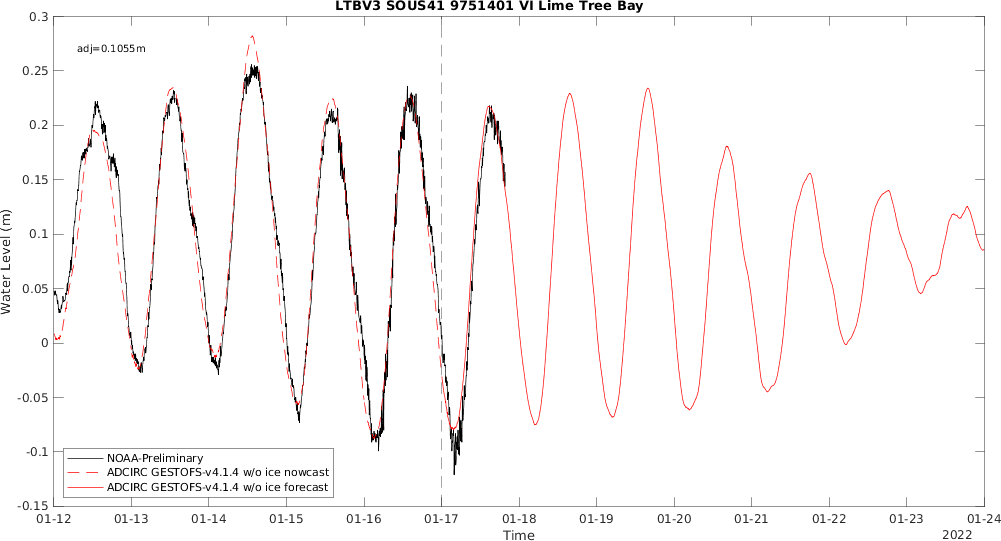 LTBV3 SOUS41 9751401 VI Lime Tree Bay
adj=0.1055m
0.3
0.25
0.2
0.15
0.1
0.05
0
-0.05
-0.1
-0.15
Water Level (m)
NOAA-Preliminary
ADCIRC GESTOFS-v4.1.4 w/o ice nowcast
ADCIRC GESTOFS-v4.1.4 w/o ice forecast
01-12 01-13 01-14 01-15 01-16 01-17 01-18 01-19 01-20 01-21 01-22 01-23 01-24
Time
2022